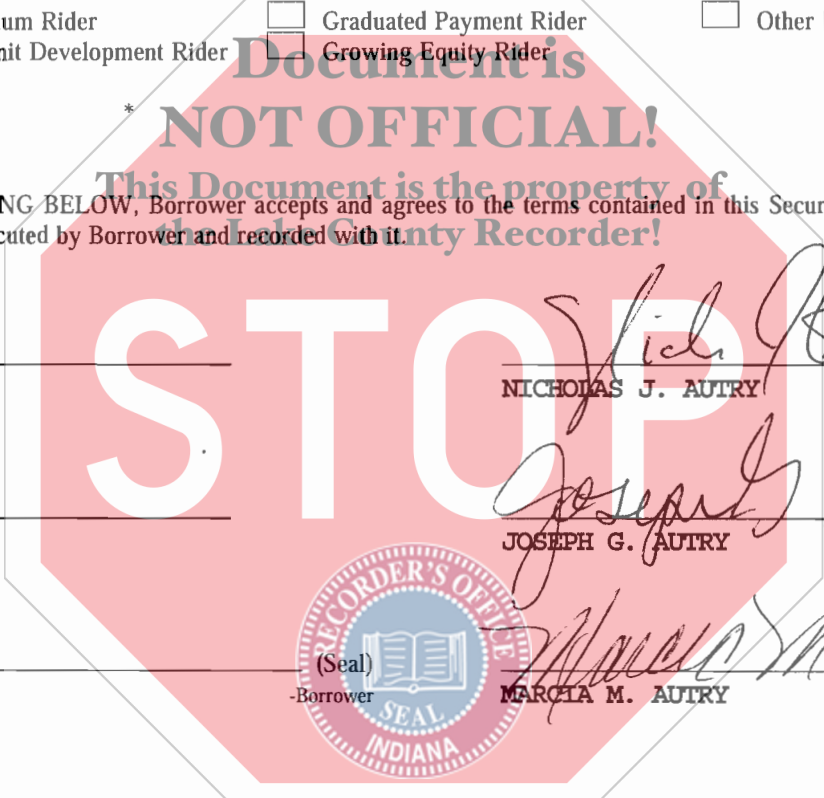 um Rider Graduated Payment Rider Other
nit Development Rider Growing Equity Rider
Document is
*
NOT OFFICIAL!
This Document is the property of
NG BELOW, Borrower accepts and agrees to the terms contained in this Secur
the Lake County Recorder!
cuted by Borrower and recorded with it.
STOP
NICHOLAS J. AUTRY
Joseph G
JOSEPH G. AUTRY
Marcia M
(Seal)
-Borrower
MARCIA M. AUTRY
RECORDER'S OFFICE
SEAL
INDIANA